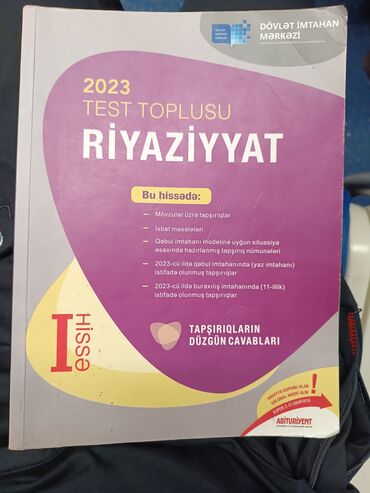 DÖVLƏT İMTAHAN
MƏRKƏZİ
2023
TEST TOPLUSU
RİYAZİYYAT
Bu hissədə:
Mövzular üzrə tapşırıqlar
İsbat məsələləri
Qəbul imtahanı modelinə uyğun situasiya
əsasında hazırlanmış tapşırıq nümunələri
2023-cü ildə qəbul imtahanında (yaz imtahanı)
istifadə olunmuş tapşırıqlar
2023-cü ildə buraxılış imtahanında (11-illik)
istifadə olunmuş tapşırıqlar
I HİSSƏ
TAPŞIRIQLARIN
DÜZGÜN CAVABLARI
ABITURIYENT